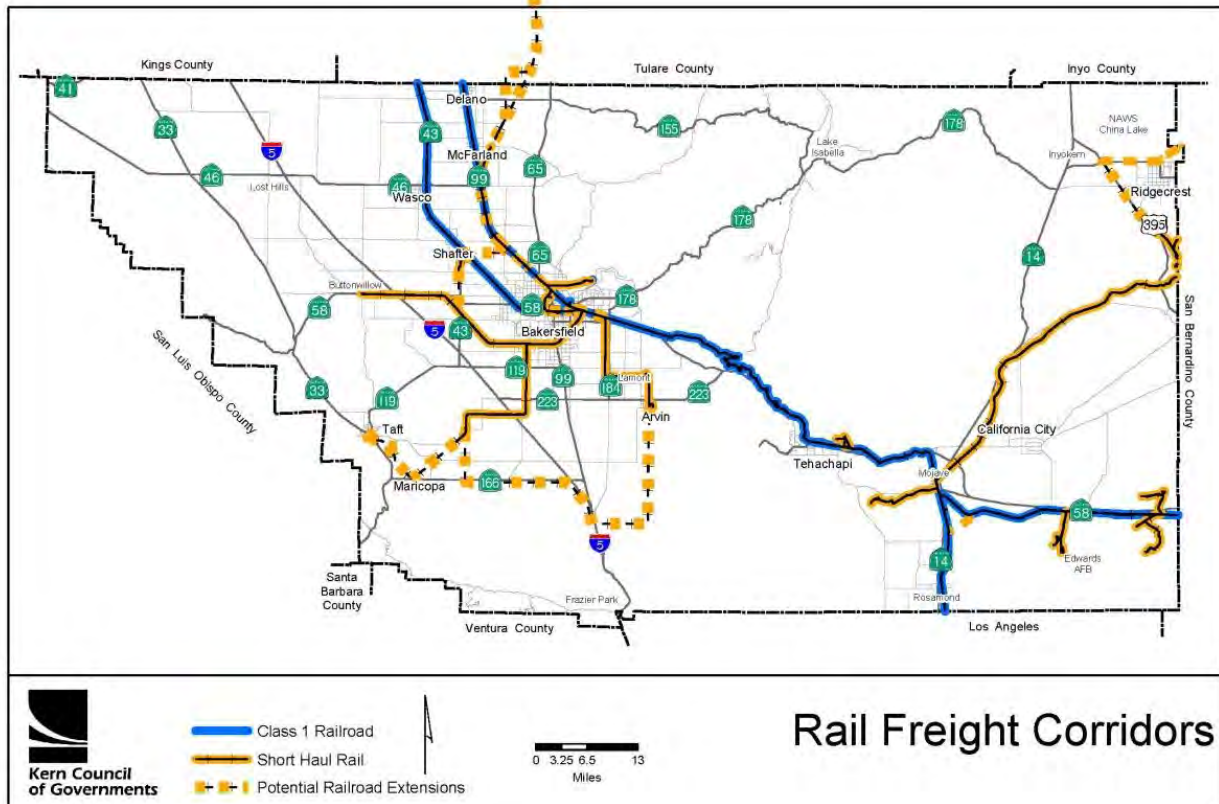 Kings County
Tulare County
Inyo County
41
Delano
NAWS
China Lake
33
43
155
178
5
McFarland
Lake
Isabella
Inyokern
65
46
Lost Hills
46
99
Ridgecrest
Wasco
178
395
Shafter
65
14
Buttonwillow
178
58
58
5
43
Bakersfield
San Bernardino County
San Luis Obispo County
119
99
184
Lamont
33
119
223
223
Arvin
Taft
California City
Tehachapi
Mojave
Maricopa
166
58
5
14
Edwards
AFB
Santa
Barbara
County
Frazier Park
Rosamond
Ventura County
Los Angeles
Kern Council
of Governments
Class 1 Railroad
Short Haul Rail
Potential Railroad Extensions
0 3.25 6.5 13
Miles
Rail Freight Corridors